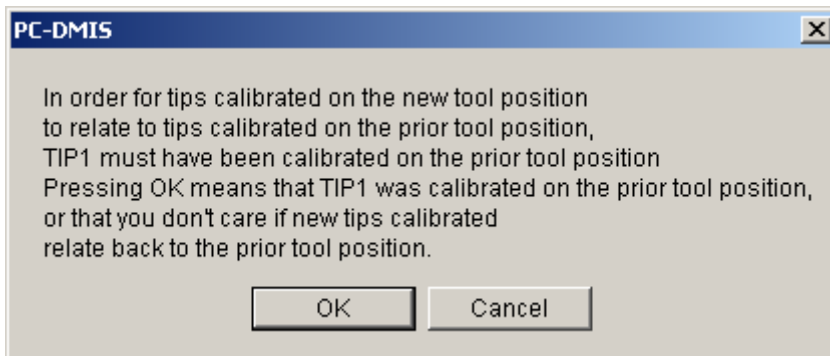 PC-DMIS
In order for tips calibrated on the new tool position
to relate to tips calibrated on the prior tool position,
TIP1 must have been calibrated on the prior tool position
Pressing OK means that TIP1 was calibrated on the prior tool position,
or that you don't care if new tips calibrated
relate back to the prior tool position.
OK
Cancel